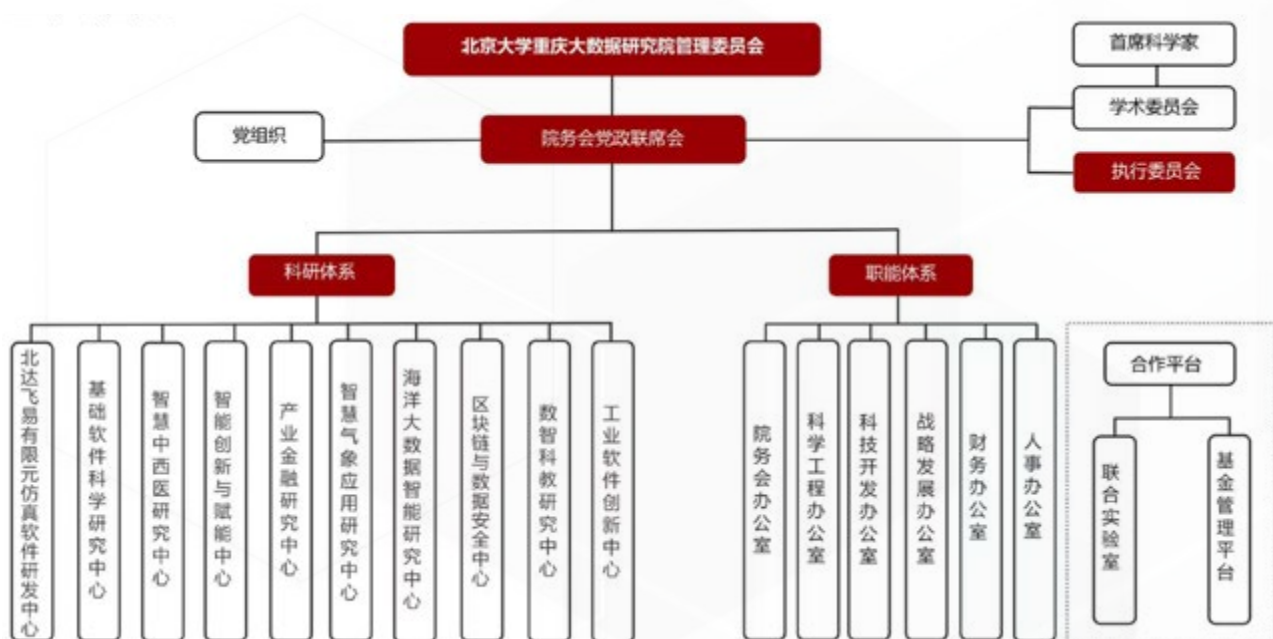 北京大学重庆大数据研究院管理委员会
首席科学家
学术委员会
党组织
院务会党政联席会
执行委员会
科研体系
职能体系
北达飞易有限元仿真软件研发中心
基础软件科学研究中心
智慧中西医研究中心
智能创新与赋能中心
产业金融研究中心
智慧气象应用研究中心
海洋大数据智能研究中心
区块链与数据安全中心
数智科教研究中心
工业软件创新中心
院务会办公室
科学工程办公室
科技开发办公室
战略发展办公室
财务办公室
人事办公室
合作平台
联合实验室
基金管理平台